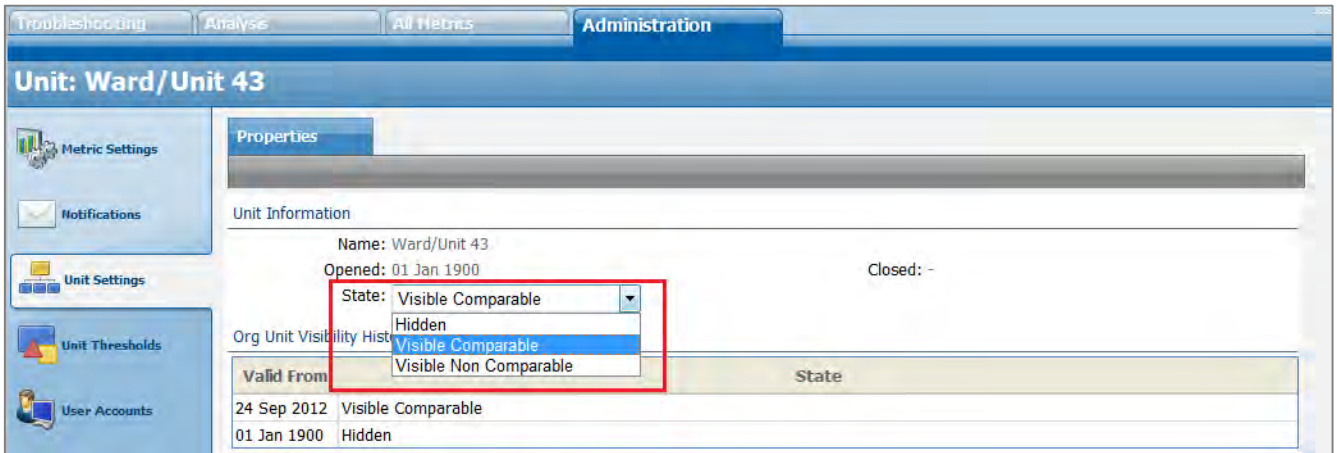 Troubleshooting Analysis All Metrics Administration
Unit: Ward/Unit 43
Metric Settings
Notifications
Unit Settings
Unit Thresholds
User Accounts
Properties
Unit Information
Name: Ward/Unit 43
Opened: 01 Jan 1900 Closed: -
State: Visible Comparable
Hidden
Visible Comparable
Visible Non Comparable
Org Unit Visibility Hist
Valid From State
24 Sep 2012 Visible Comparable
01 Jan 1900 Hidden